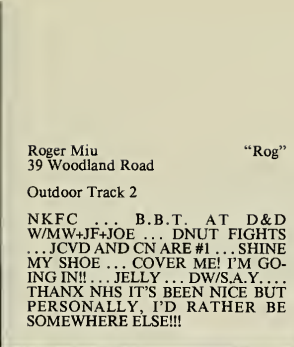 Roger Miu "Rog"
39 Woodland Road
Outdoor Track 2
NKFC ... B.B.T. AT D&D
W/MW+JF+JOE ... DNUT FIGHTS
... JCVD AND CN ARE #1 ... SHINE
MY SHOE ... COVER ME! I'M GO-
ING IN!! ... JELLY ... DW/S.A.Y. ...
THANX NHS IT'S BEEN NICE BUT
PERSONALLY, I'D RATHER BE
SOMEWHERE ELSE!!!